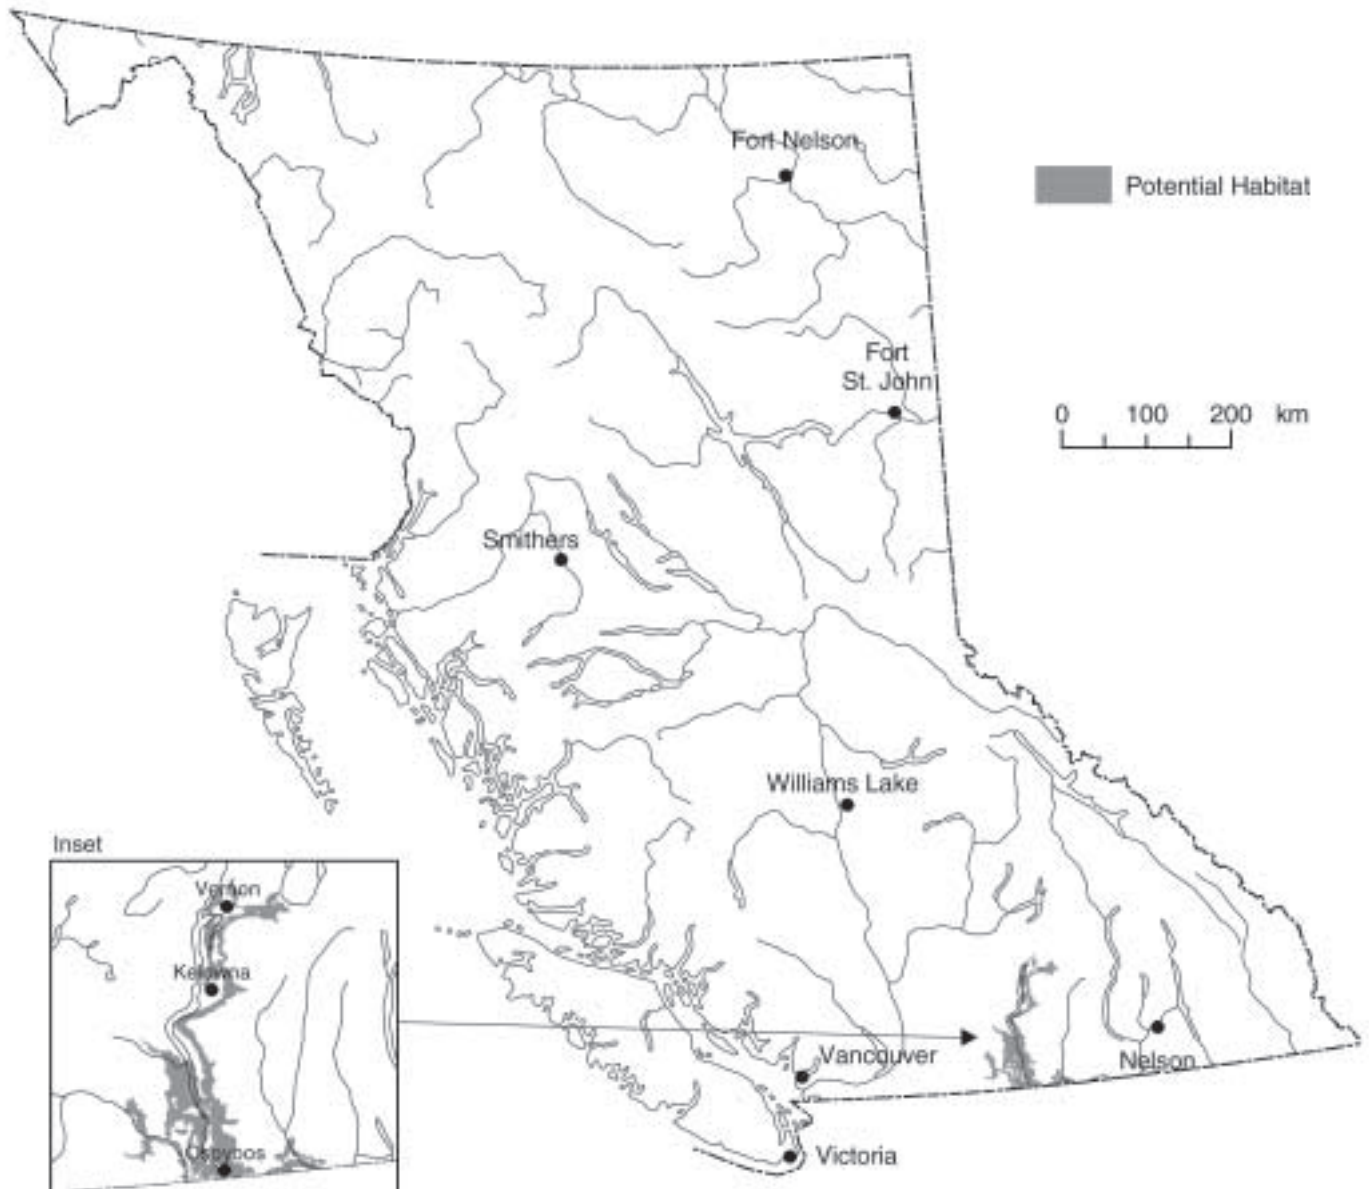 Fort Nelson
Potential Habitat
Fort
St. John
0 100 200 km
Smithers
Williams Lake
Inset
Vernon
Kelowna
Vancouver
Nelson
Osoyoos
Victoria